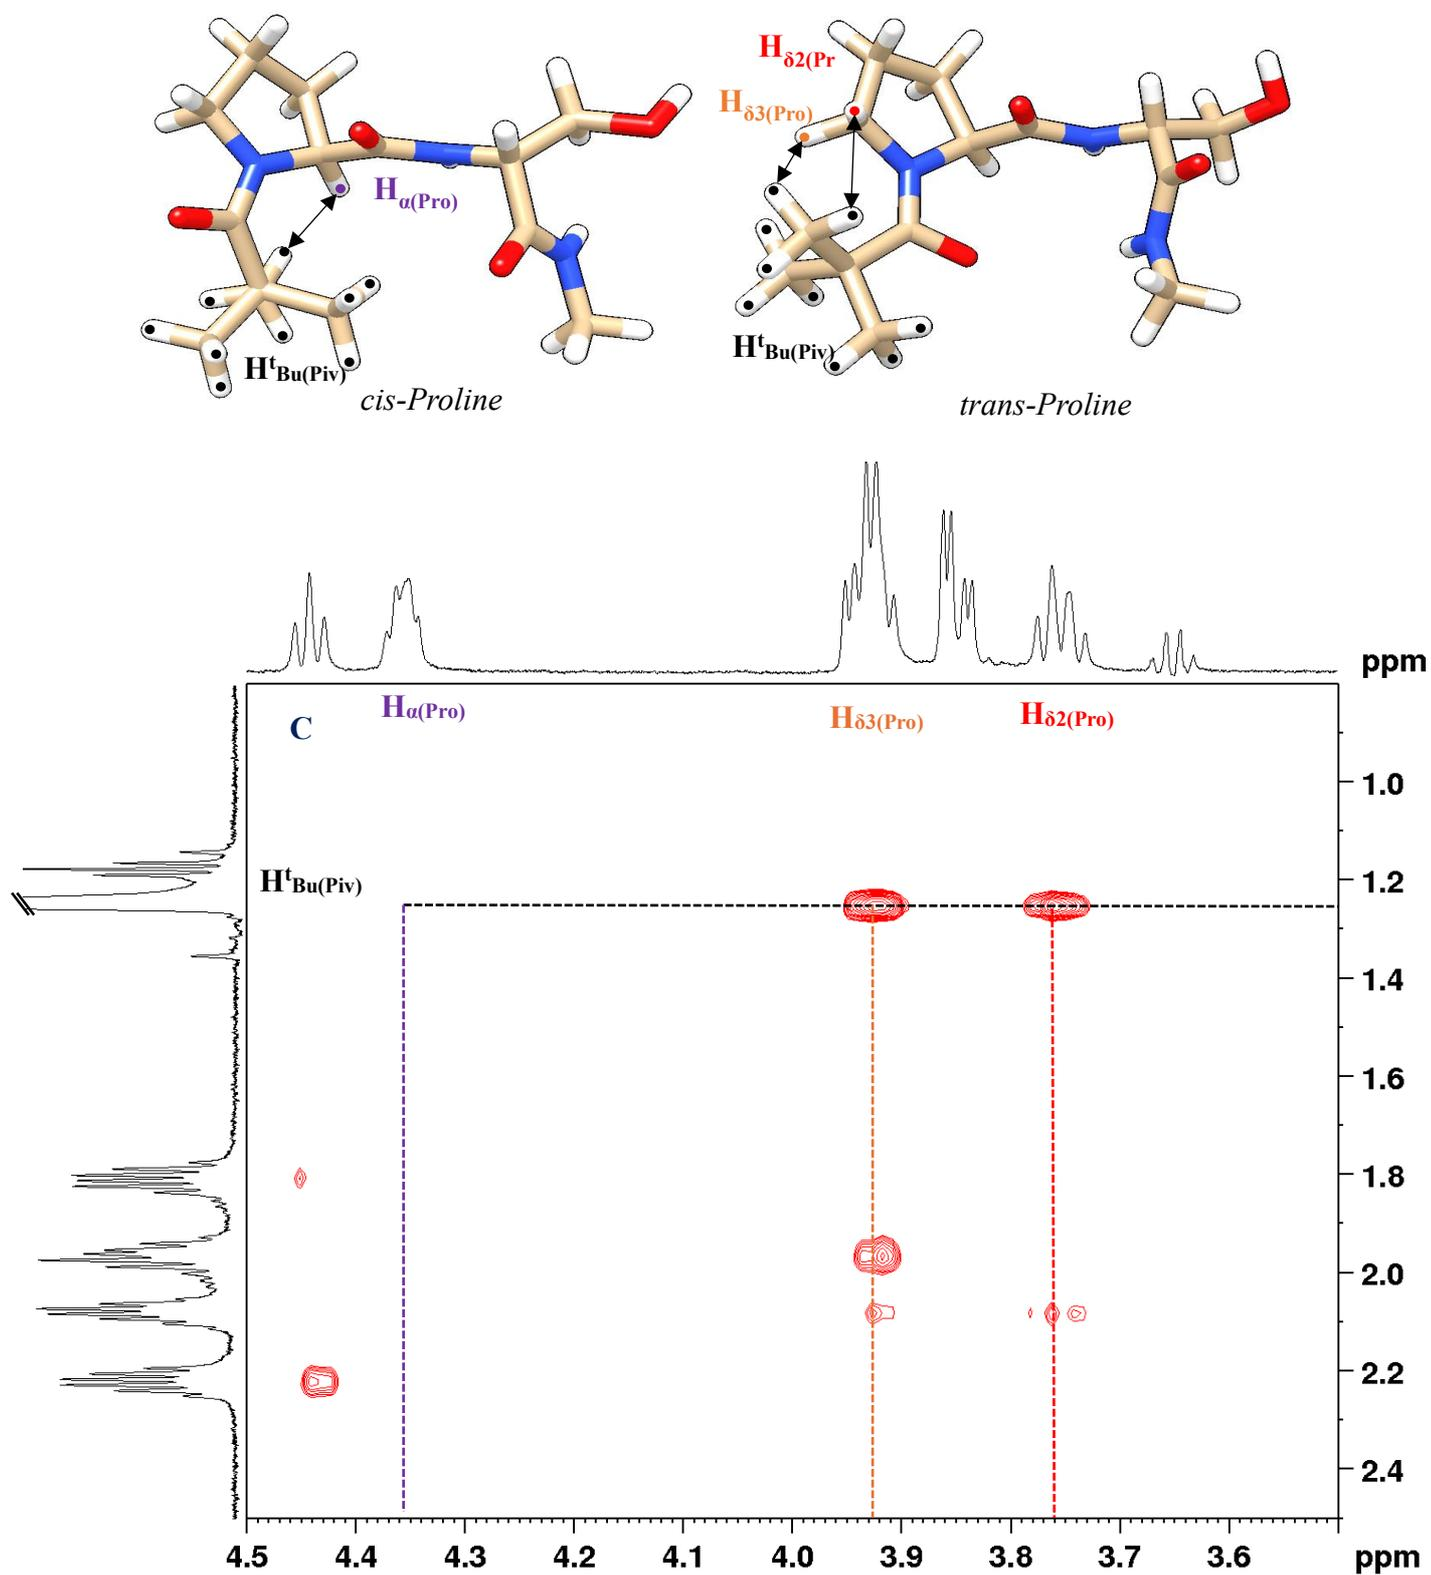 Hδ2(Pr
Hδ3(Pro)
Hα(Pro)
HtBu(Piv)
HtBu(Piv)
cis-Proline
trans-Proline
ppm
C
Hα(Pro)
Hδ3(Pro)
Hδ2(Pro)
1.0
HtBu(Piv)
1.2
1.4
1.6
1.8
2.0
2.2
2.4
4.5 4.4 4.3 4.2 4.1 4.0 3.9 3.8 3.7 3.6 ppm